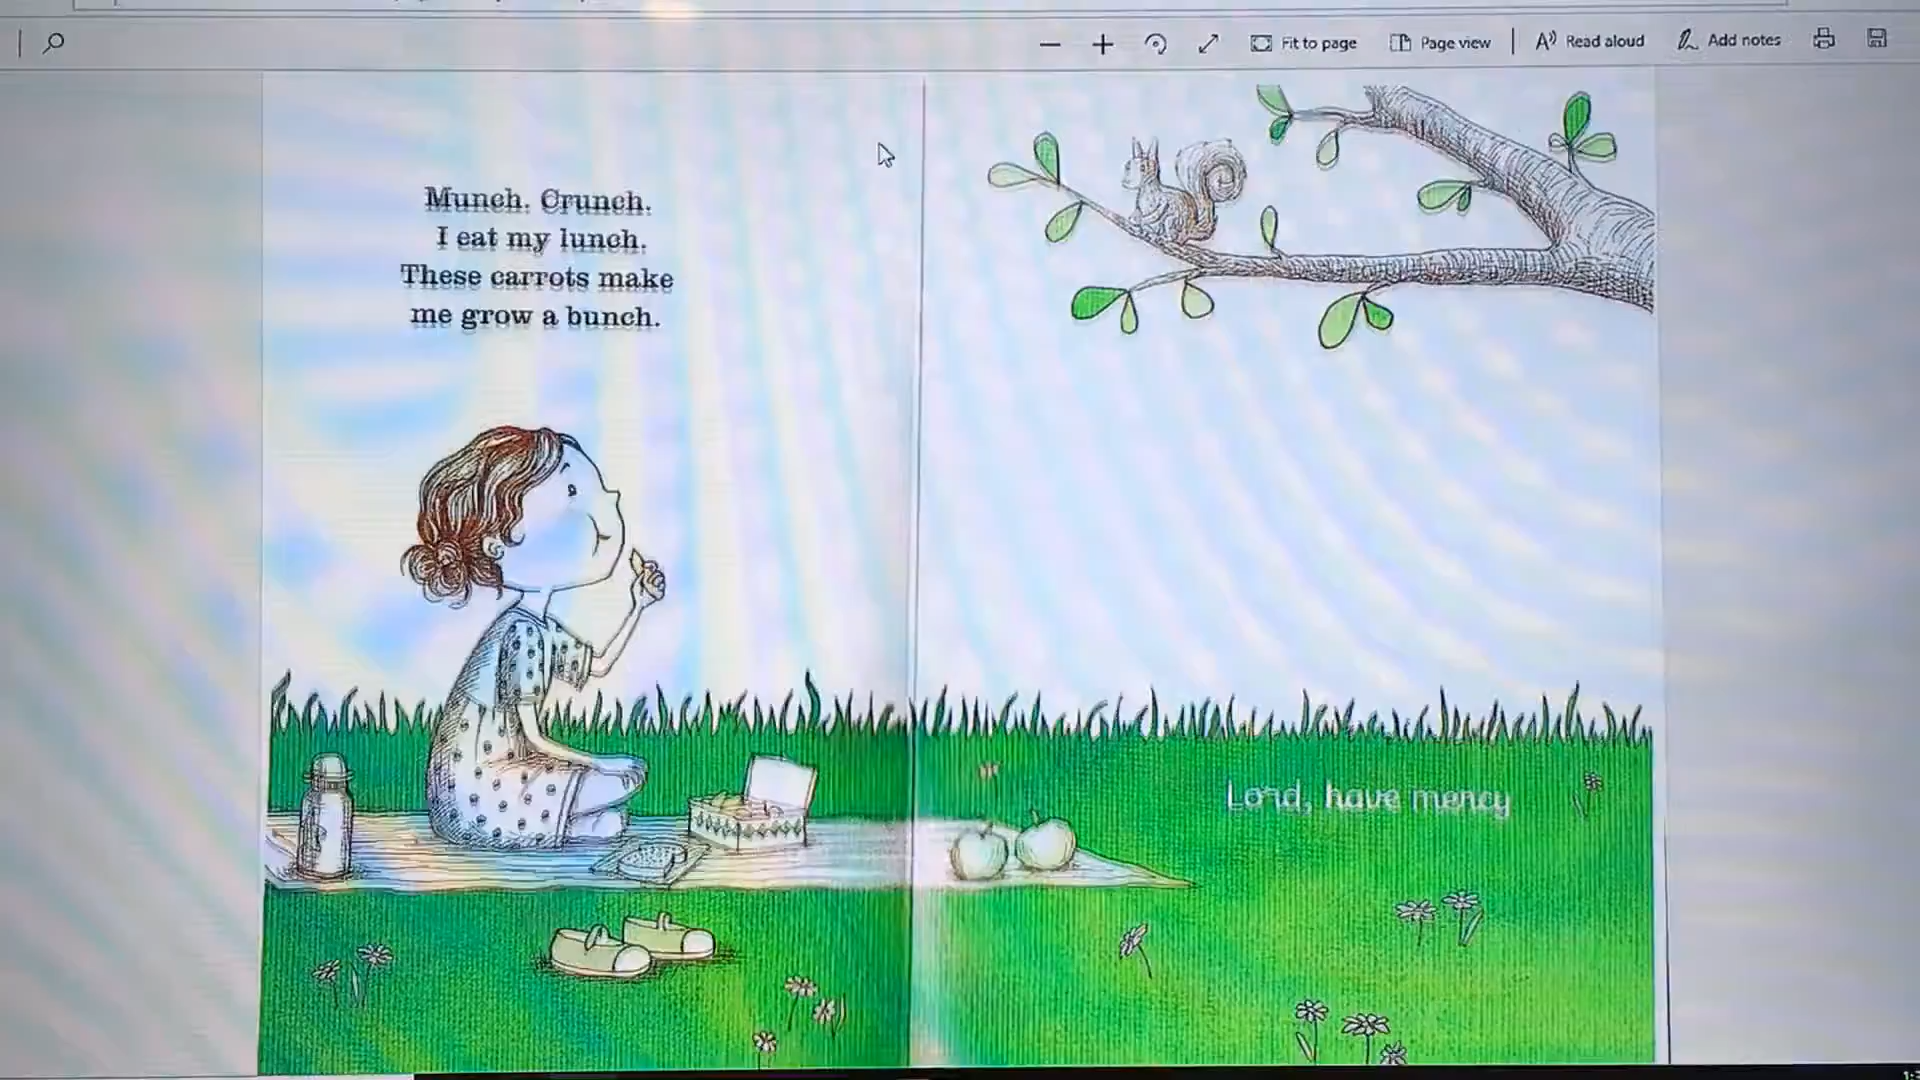 Fit to page
Page view
Read aloud
Add notes
Munch. Crunch.
I eat my lunch.
These carrots make
me grow a bunch.
Lord, have mercy